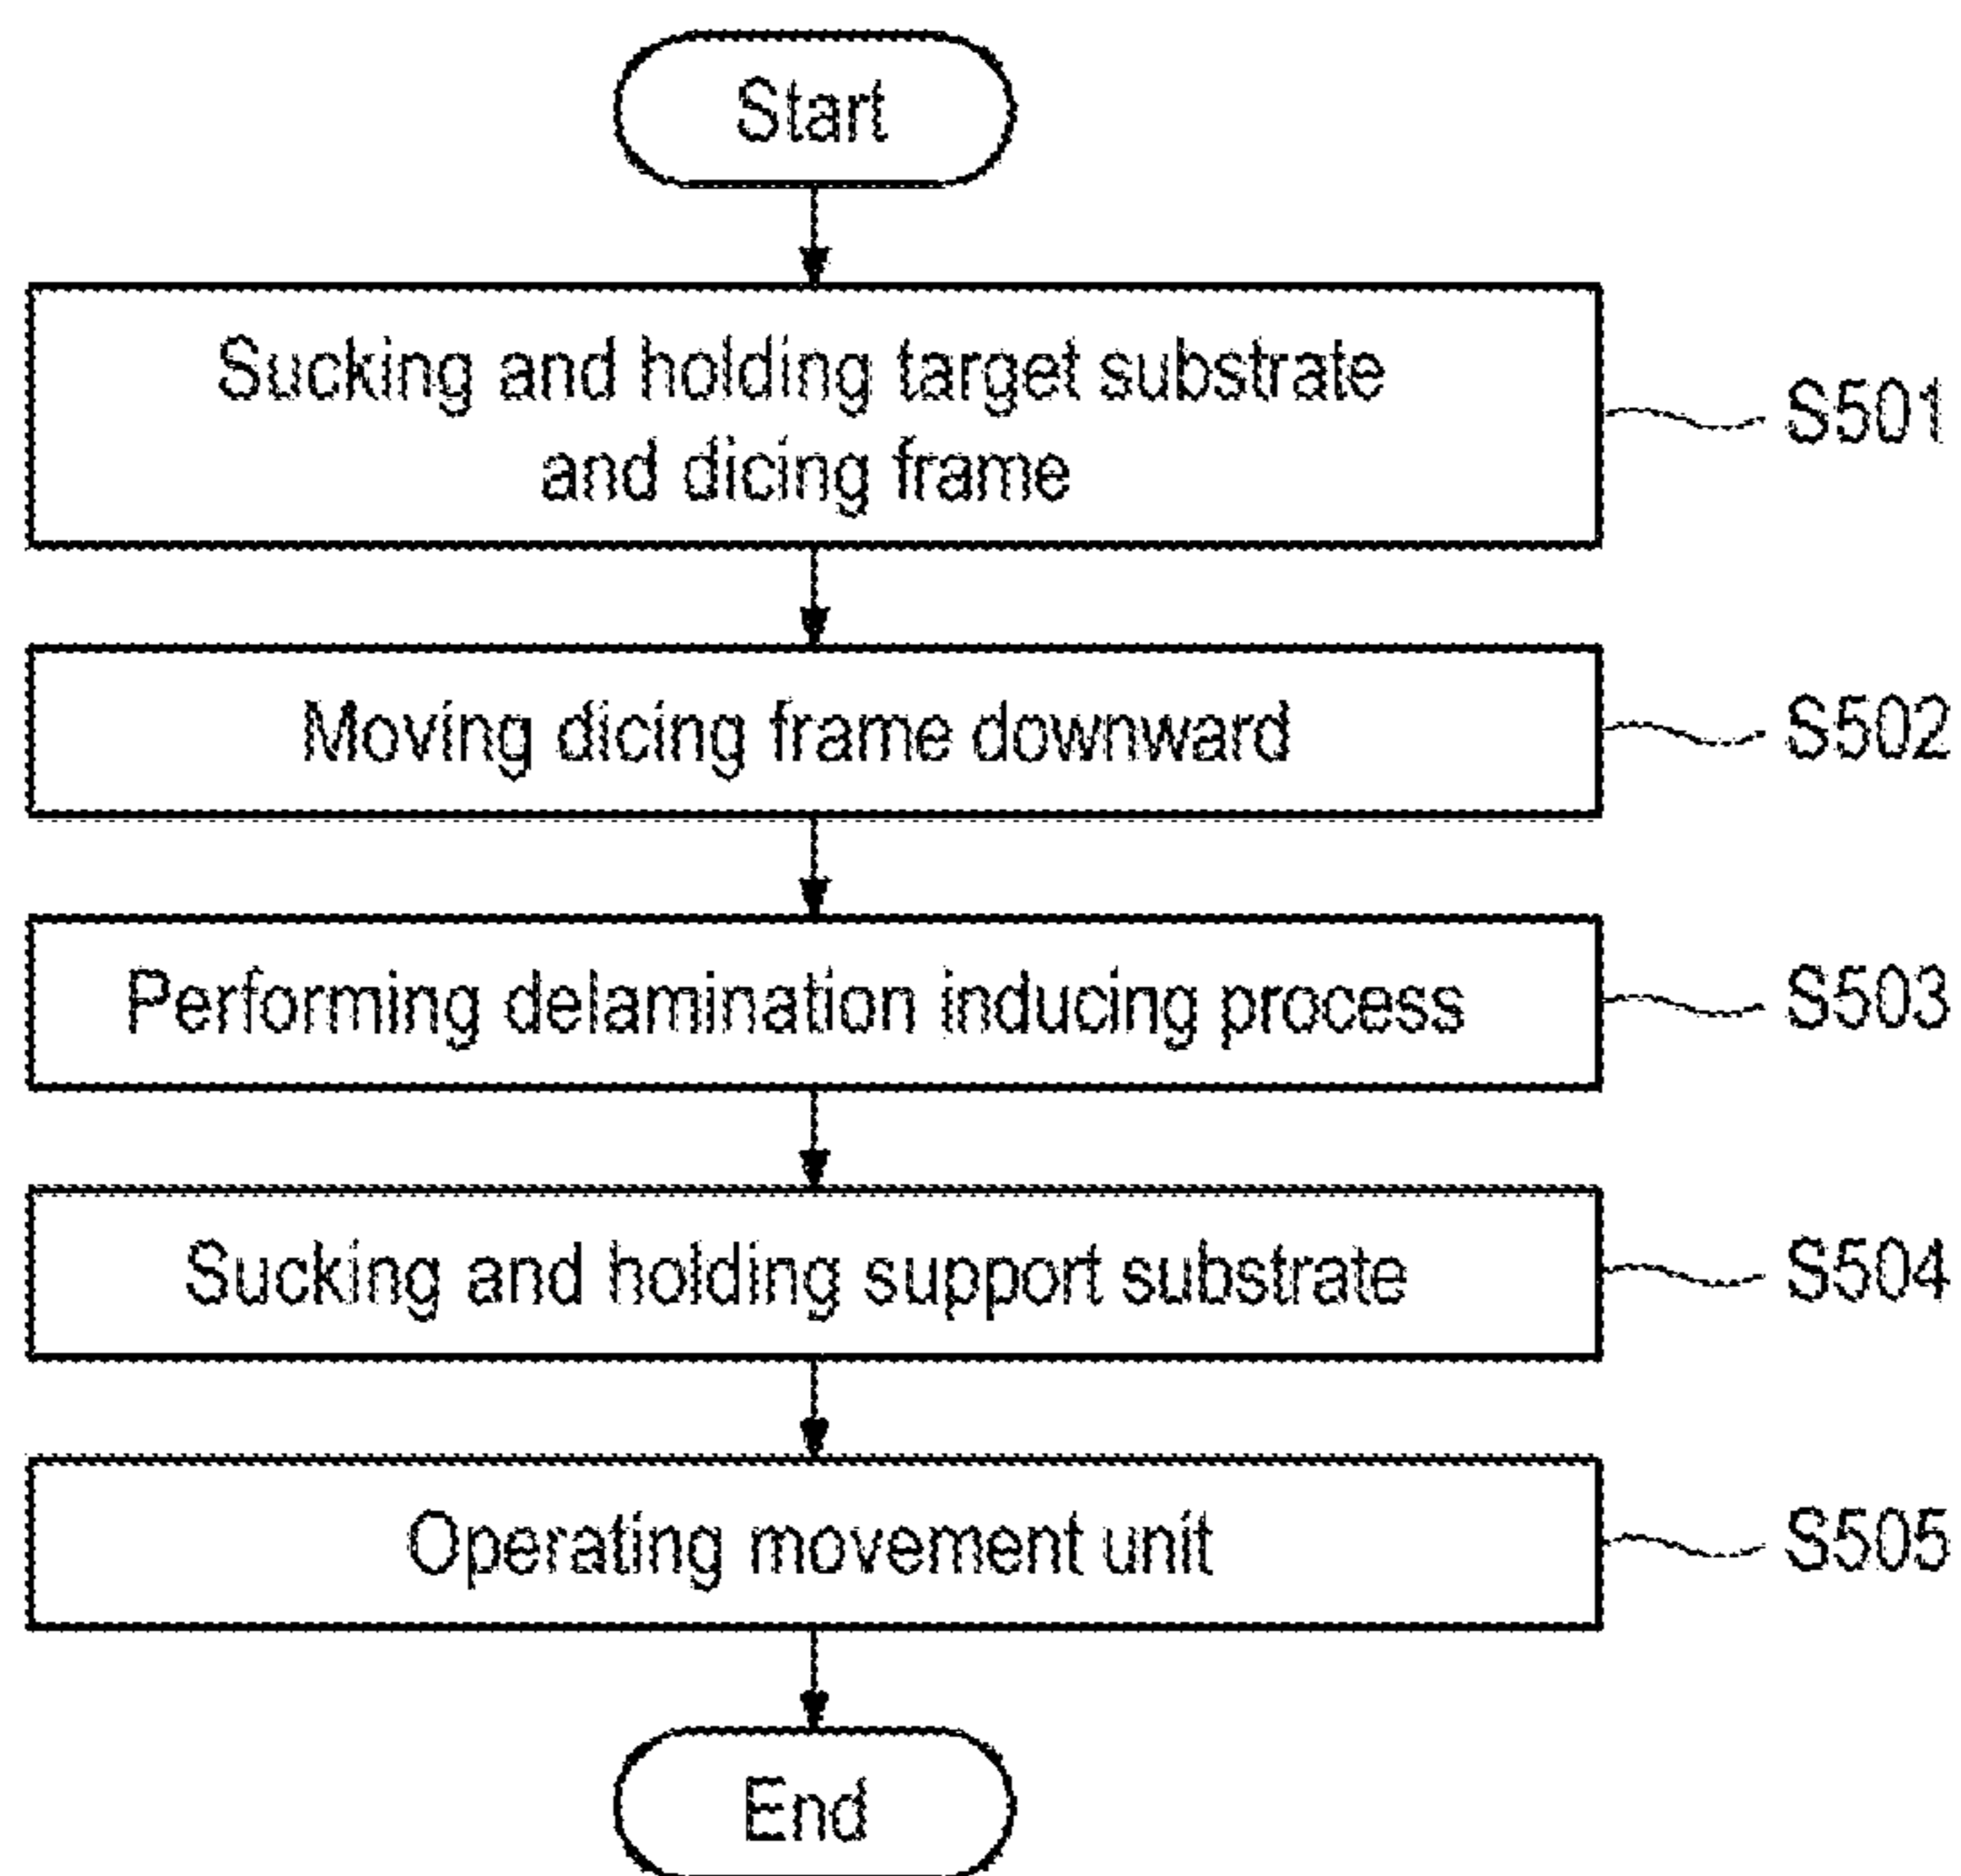 Start
Sucking and holding target substrate
and dicing frame
S501
Moving dicing frame downward
S502
Performing delamination inducing process
S503
Sucking and holding support substrate
S504
Operating movement unit
S505
End